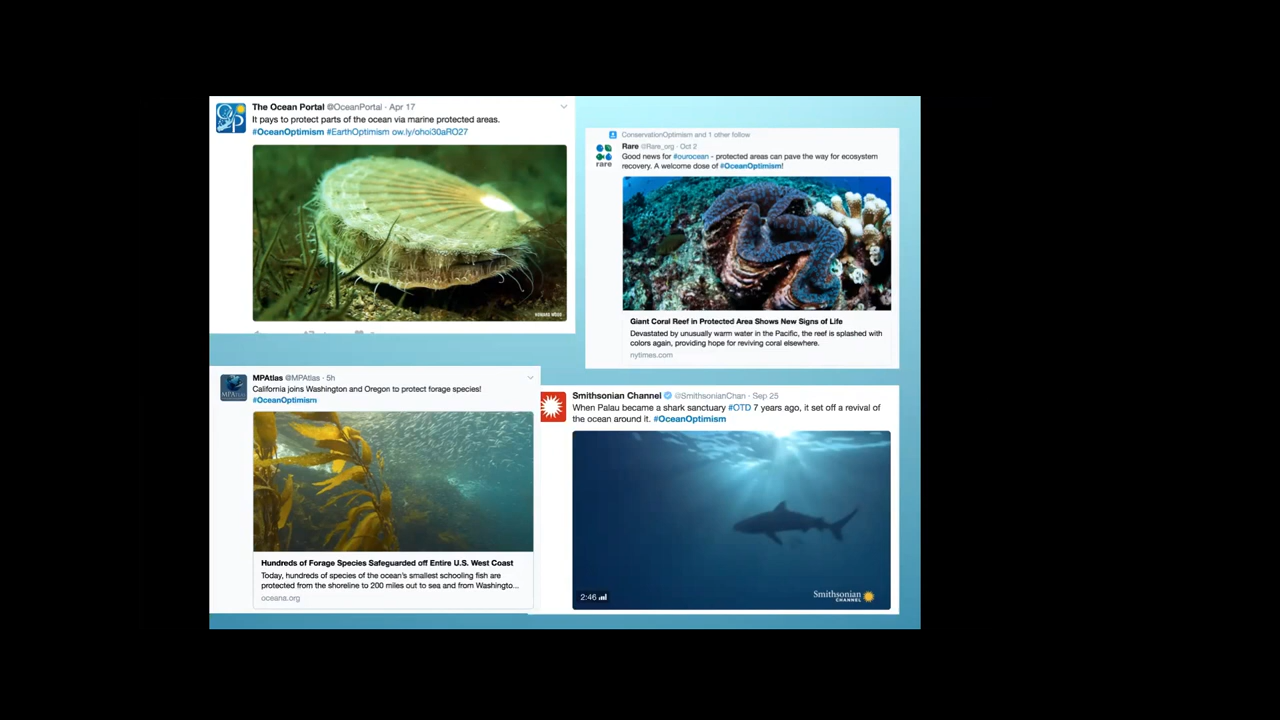 The Ocean Portal @OceanPortal · Apr 17
It pays to protect parts of the ocean via marine protected areas.
#OceanOptimism #EarthOptimism ow.ly/ohoi30aRO27
HOWARD WOOD
ConservationOptimism and 1 other follow
Rare @Rare_org · Oct 2
Good news for #ourocean - protected areas can pave the way for ecosystem
recovery. A welcome dose of #OceanOptimism!
rare
Giant Coral Reef in Protected Area Shows New Signs of Life
Devastated by unusually warm water in the Pacific, the reef is splashed with
colors again, providing hope for reviving coral elsewhere.
nytimes.com
MPAtlas @MPAtlas · 5h
California joins Washington and Oregon to protect forage species!
#OceanOptimism
MPAtlas
Hundreds of Forage Species Safeguarded off Entire U.S. West Coast
Today, hundreds of species of the ocean's smallest schooling fish are
protected from the shoreline to 200 miles out to sea and from Washingto...
oceana.org
Smithsonian Channel @SmithsonianChan · Sep 25
When Palau became a shark sanctuary #OTD 7 years ago, it set off a revival of
the ocean around it. #OceanOptimism
2:46
Smithsonian
CHANNEL